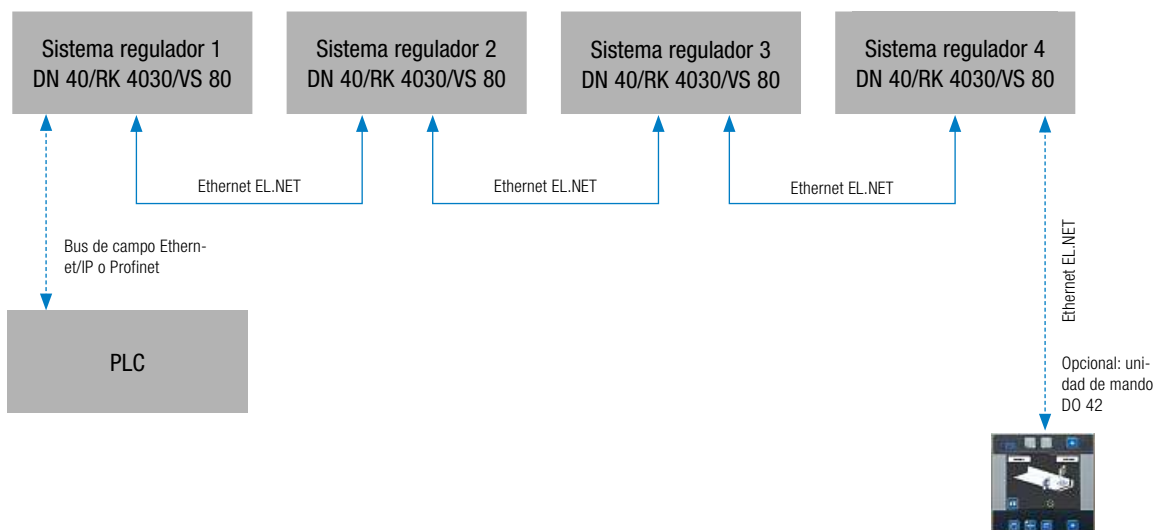 Sistema regulador 1
DN 40/RK 4030/VS 80
Sistema regulador 2
DN 40/RK 4030/VS 80
Sistema regulador 3
DN 40/RK 4030/VS 80
Sistema regulador 4
DN 40/RK 4030/VS 80
Ethernet EL.NET
Ethernet EL.NET
Ethernet EL.NET
Bus de campo Ethern-
et/IP o Profinet
Ethernet EL.NET
PLC
Opcional: uni-
dad de mando
DO 42